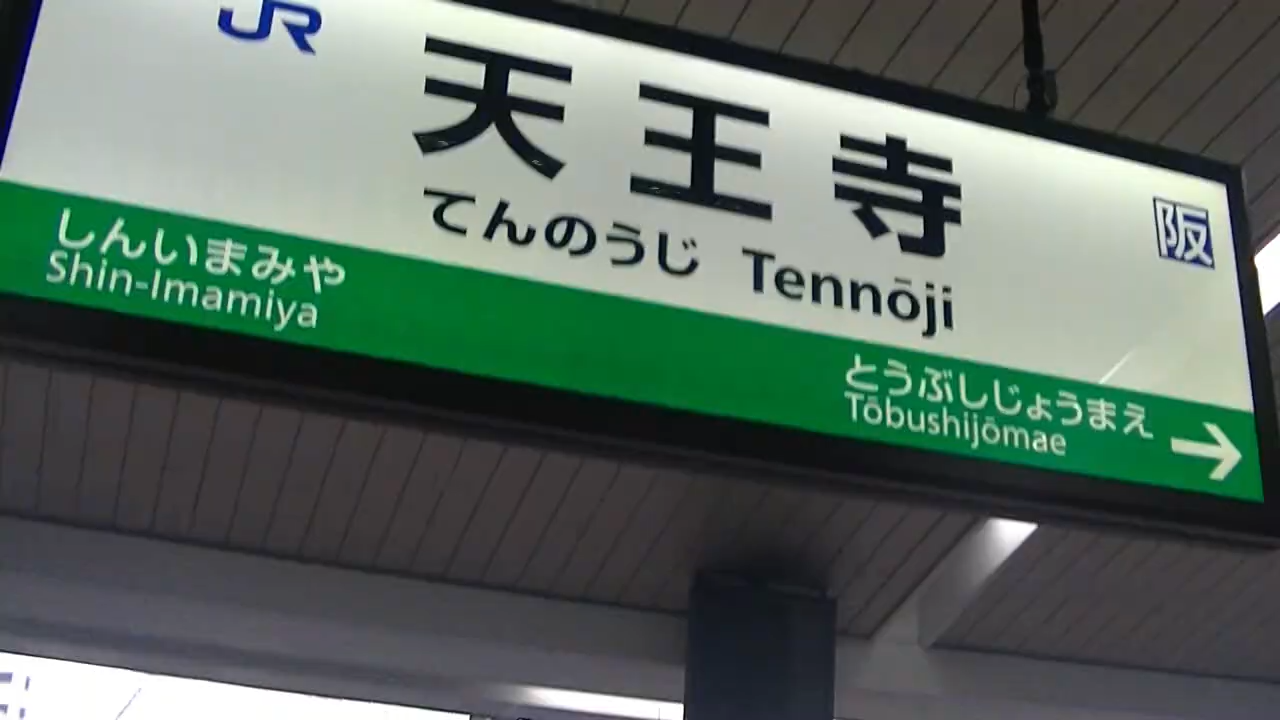 JR
天王寺
てんのうじ Tennōji
阪
しんいまみや
Shin-Imamiya
とうぶしじょうまえ
Tōbushijōmae
→